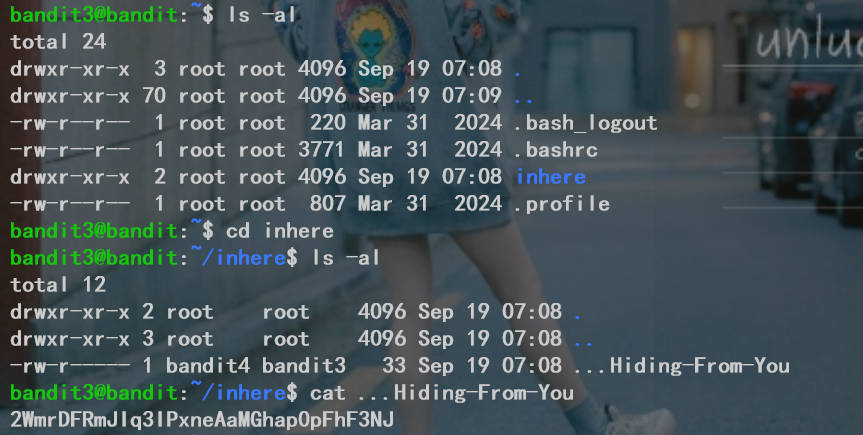 bandit3@bandit:~$ ls -al
total 24
drwxr-xr-x  3 root root 4096 Sep 19 07:08 .
drwxr-xr-x 70 root root 4096 Sep 19 07:09 ..
-rw-r--r--  1 root root  220 Mar 31  2024 .bash_logout
-rw-r--r--  1 root root 3771 Mar 31  2024 .bashrc
drwxr-xr-x  2 root root 4096 Sep 19 07:08 inhere
-rw-r--r--  1 root root  807 Mar 31  2024 .profile
bandit3@bandit:~$ cd inhere
bandit3@bandit:~/inhere$ ls -al
total 12
drwxr-xr-x 2 root    root    4096 Sep 19 07:08 .
drwxr-xr-x 3 root    root    4096 Sep 19 07:08 ..
-rw-r----- 1 bandit4 bandit3   33 Sep 19 07:08 ...Hiding-From-You
bandit3@bandit:~/inhere$ cat ...Hiding-From-You
2WmrDFRmJIq3IPxneAaMGhap0pFhF3NJ